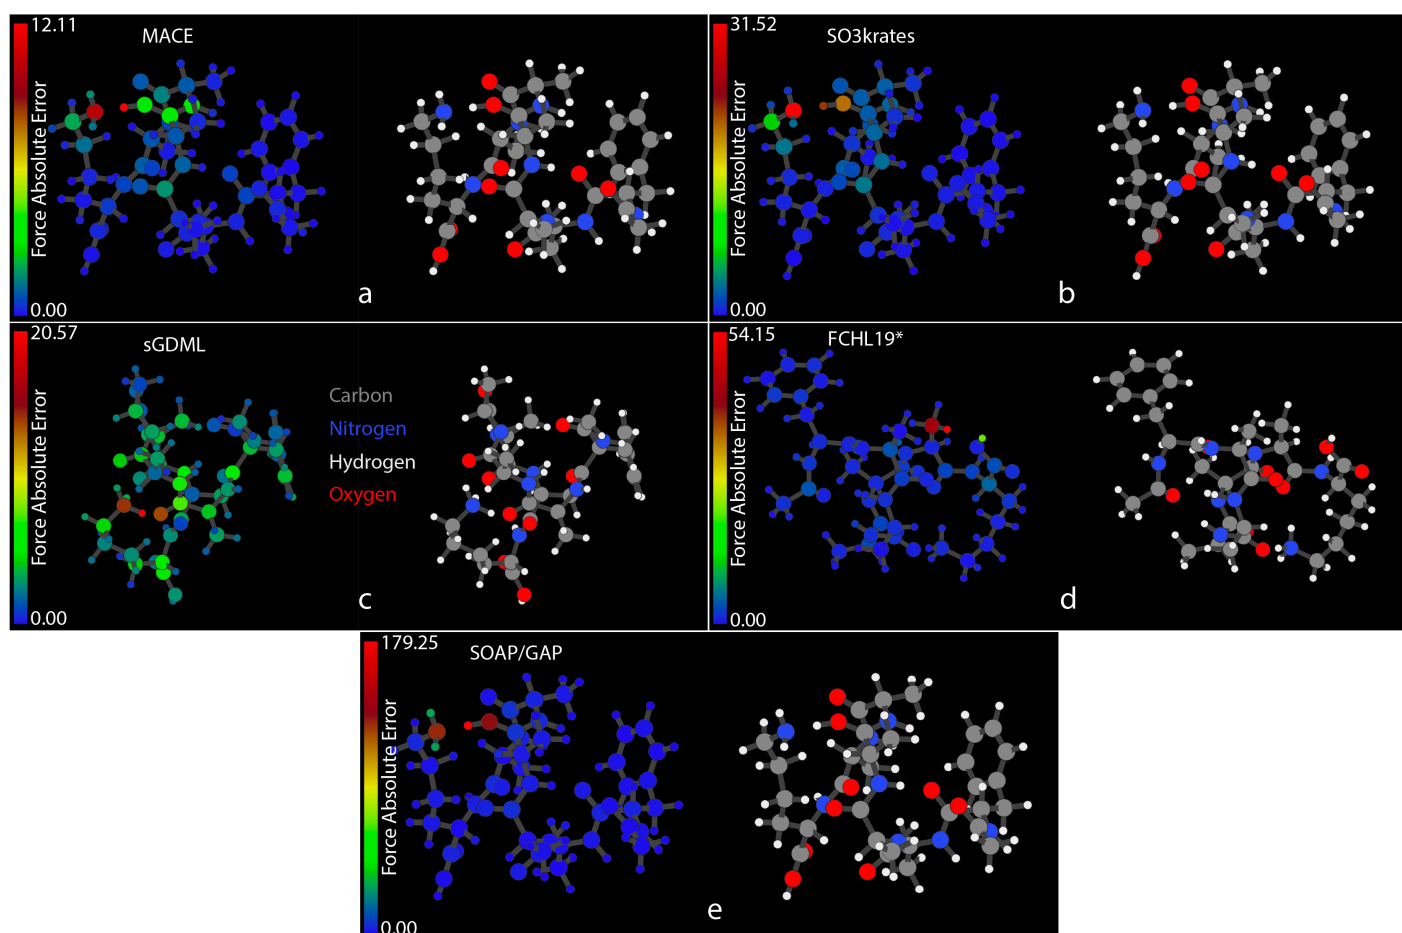 12.11
MACE
Force Absolute Error
0.00
a
31.52
SO3krates
Force Absolute Error
0.00
b
20.57
sGDML
Force Absolute Error
0.00
Carbon
Nitrogen
Hydrogen
Oxygen
c
54.15
FCHL19*
Force Absolute Error
0.00
d
179.25
SOAP/GAP
Force Absolute Error
0.00
e